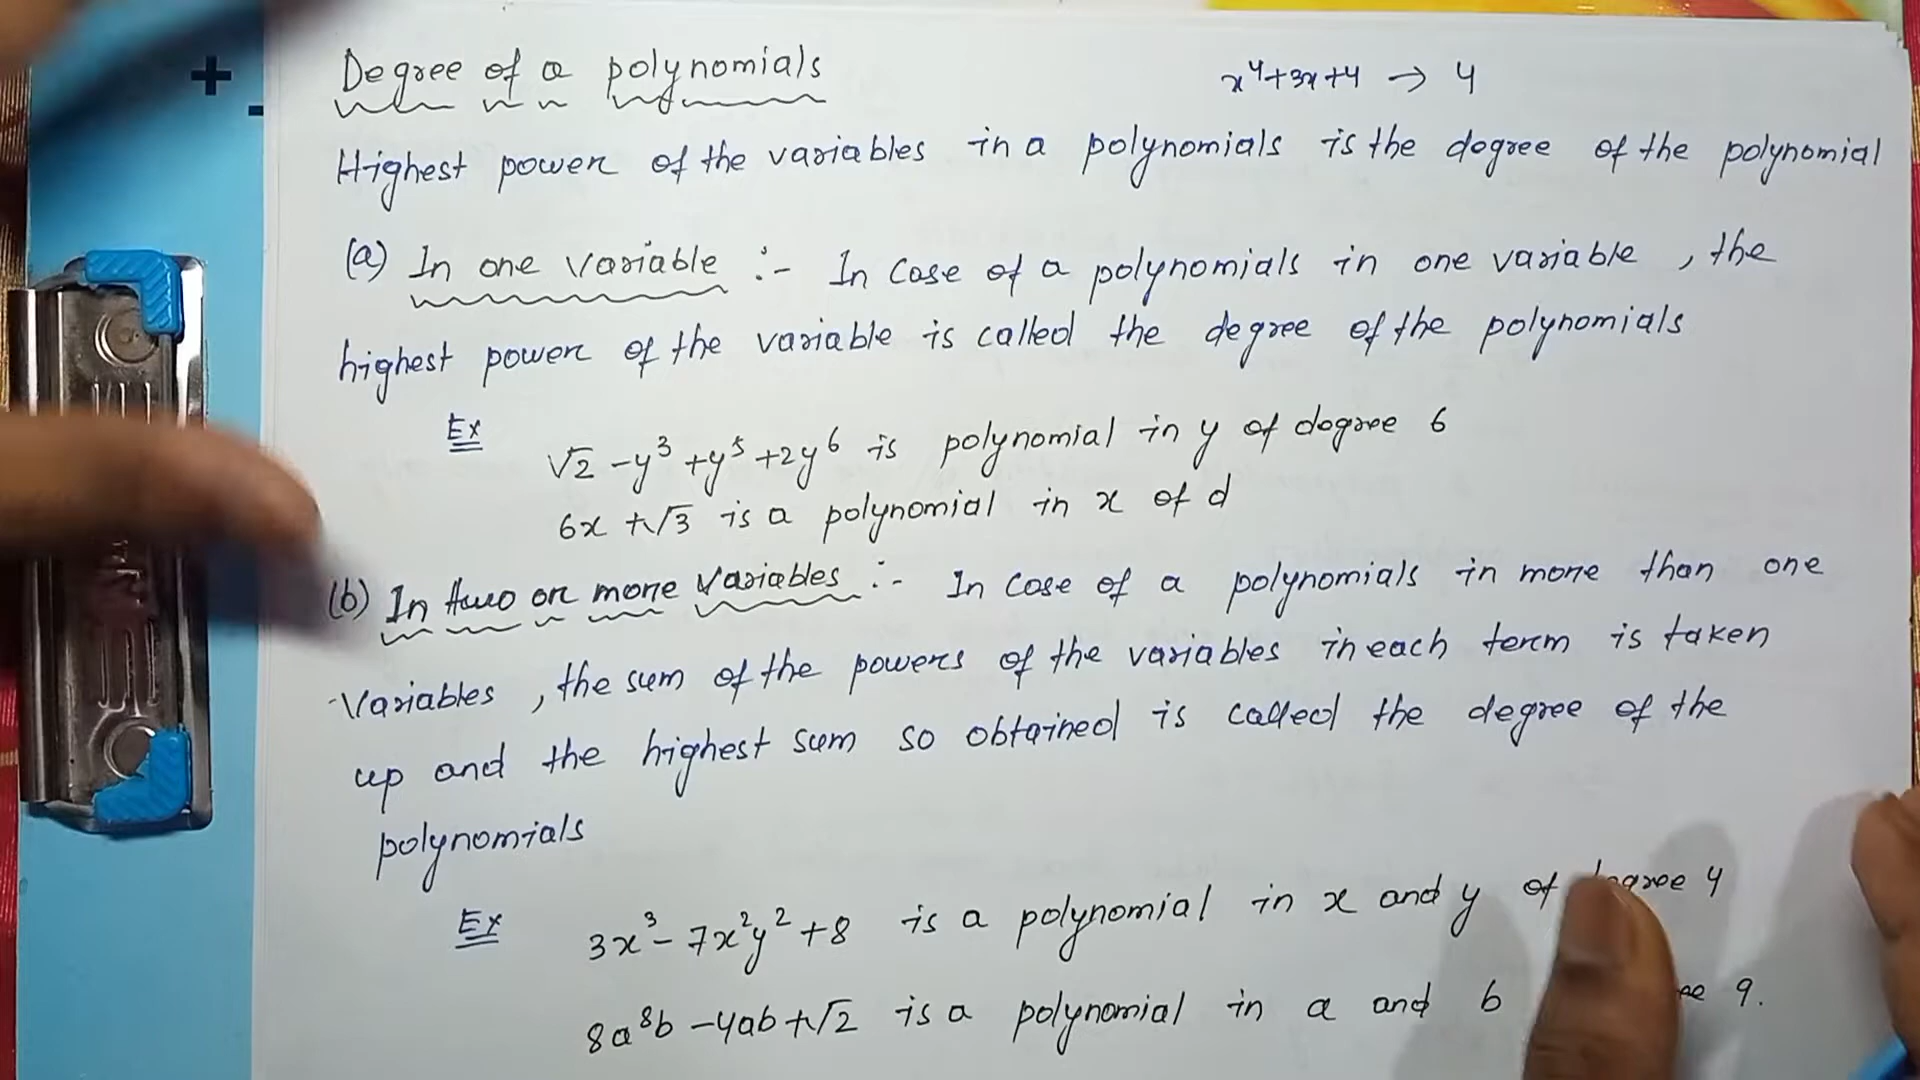 Degree of a polynomials
x⁴+3x+4 → 4
Highest power of the variables in a polynomials is the degree of the polynomial
(a) In one variable :- In case of a polynomials in one variable , the
highest power of the variable is called the degree of the polynomials
Ex
√2 -y³ +y⁵ +2y⁶ is polynomial in y of degree 6
6x +√3 is a polynomial in x of d
(b) In two or more variables :- In case of a polynomials in more than one
variables , the sum of the powers of the variables in each term is taken
up and the highest sum so obtained is called the degree of the
polynomials
Ex
3x³ - 7x²y² +8 is a polynomial in x and y of degree 4
8a⁸b -4ab +√2 is a polynomial in a and b 9.